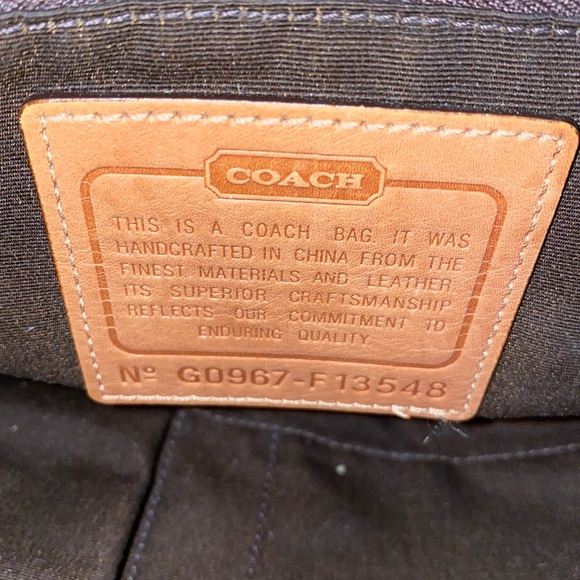 COACH
THIS IS A COACH BAG. IT WAS
HANDCRAFTED IN CHINA FROM THE
FINEST MATERIALS AND LEATHER
ITS SUPERIOR CRAFTSMANSHIP
REFLECTS OUR COMMITMENT TO
ENDURING QUALITY.
Nº G0967-F13548